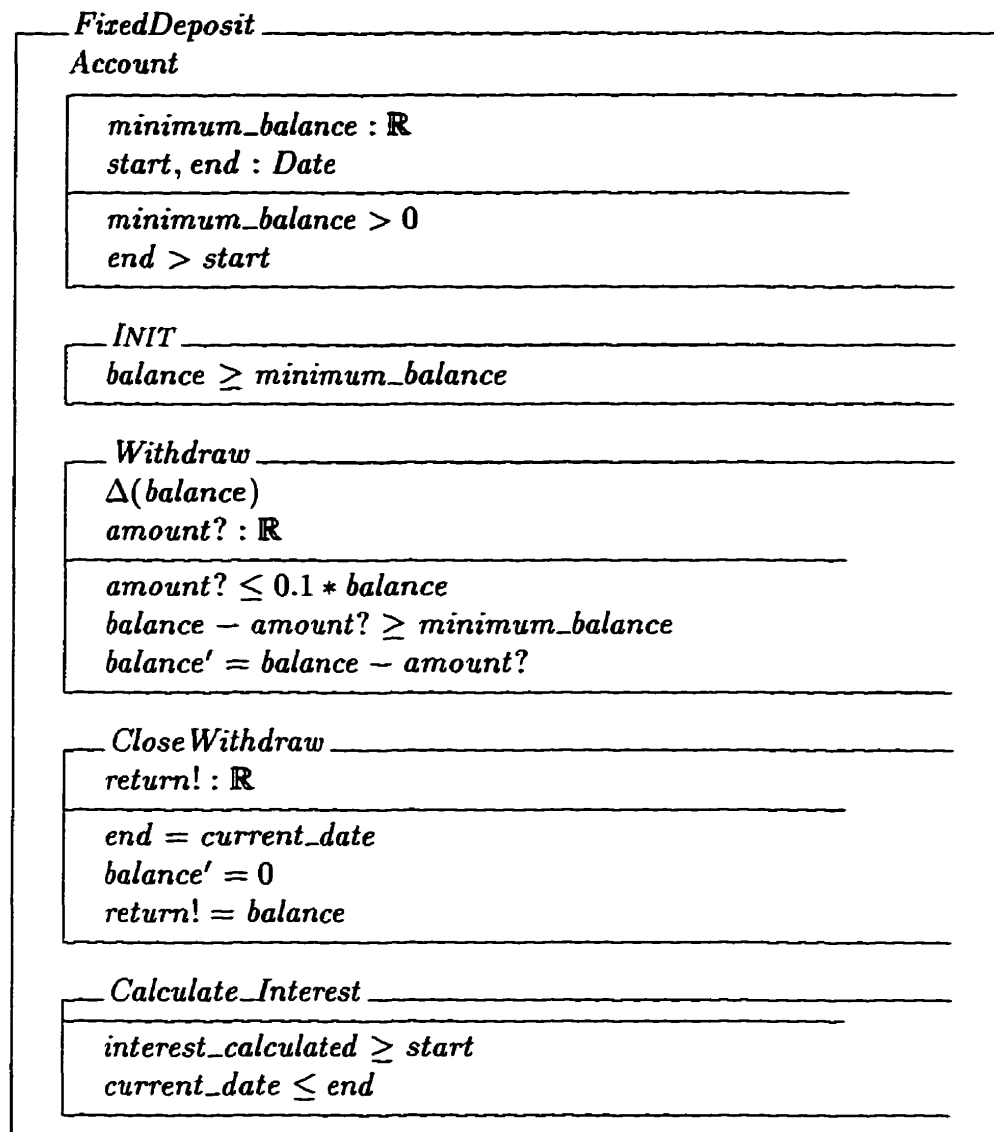 FixedDeposit
Account
minimum_balance : ℝ
start, end : Date
minimum_balance > 0
end > start
INIT
balance ≥ minimum_balance
Withdraw
Δ(balance)
amount? : ℝ
amount? ≤ 0.1 * balance
balance − amount? ≥ minimum_balance
balance′ = balance − amount?
CloseWithdraw
return! : ℝ
end = current_date
balance′ = 0
return! = balance
Calculate_Interest
interest_calculated ≥ start
current_date ≤ end